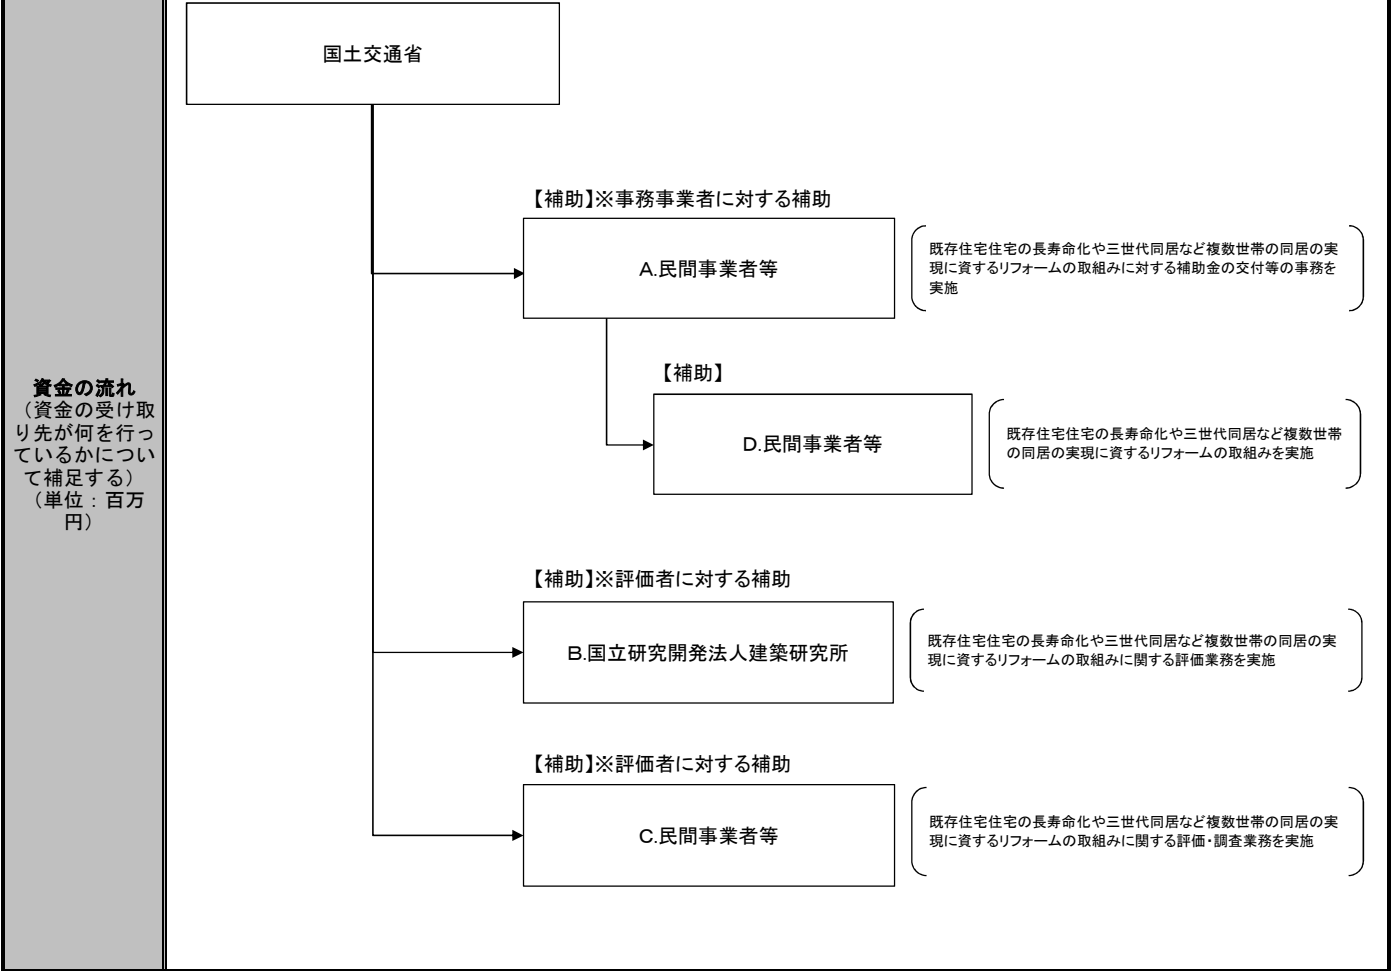 資金の流れ
（資金の受け取
り先が何を行っ
ているかについ
て補足する）
（単位：百万
円）
国土交通省
【補助】※事務事業者に対する補助
A.民間事業者等
既存住宅住宅の長寿命化や三世代同居など複数世帯の同居の実
現に資するリフォームの取組みに対する補助金の交付等の事務を
実施
【補助】
D.民間事業者等
既存住宅住宅の長寿命化や三世代同居など複数世帯
の同居の実現に資するリフォームの取組みを実施
【補助】※評価者に対する補助
B.国立研究開発法人建築研究所
既存住宅住宅の長寿命化や三世代同居など複数世帯の同居の実
現に資するリフォームの取組みに関する評価業務を実施
【補助】※評価者に対する補助
C.民間事業者等
既存住宅住宅の長寿命化や三世代同居など複数世帯の同居の実
現に資するリフォームの取組みに関する評価・調査業務を実施